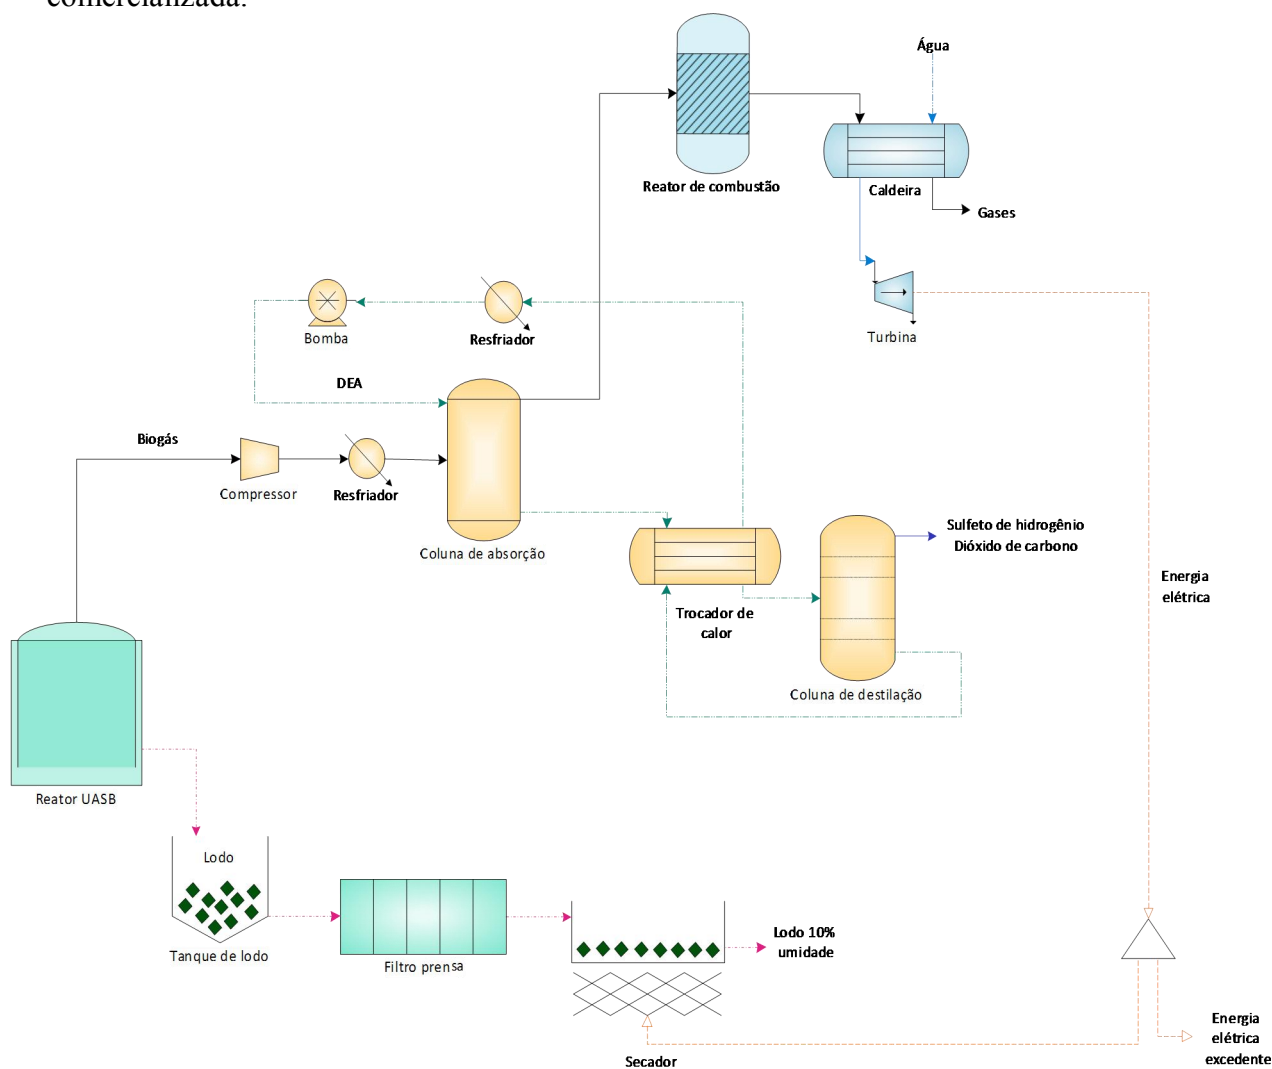 comercializada.
Água
Reator de combustão
Caldeira
Gases
Turbina
Bomba
Resfriador
DEA
Biogás
Compressor
Resfriador
Coluna de absorção
Sulfeto de hidrogênio
Dióxido de carbono
Trocador de
calor
Coluna de destilação
Energia
elétrica
Reator UASB
Lodo
Tanque de lodo
Filtro prensa
Lodo 10%
umidade
Secador
Energia
elétrica
excedente